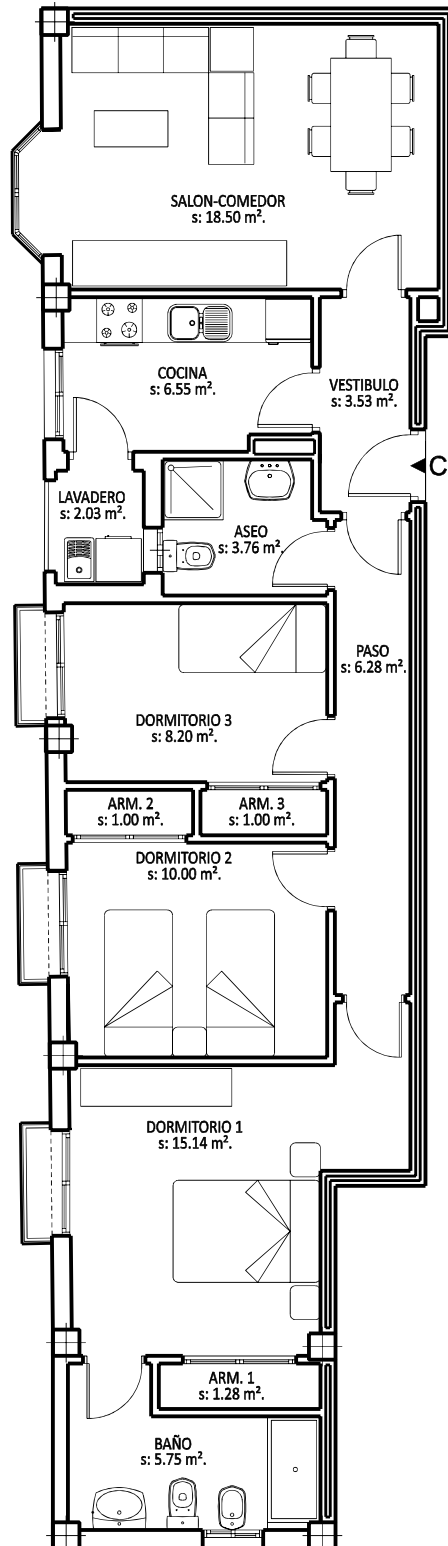 SALON-COMEDOR
s: 18.50 m².
COCINA
s: 6.55 m².
VESTIBULO
s: 3.53 m².
C
LAVADERO
s: 2.03 m².
ASEO
s: 3.76 m².
PASO
s: 6.28 m².
DORMITORIO 3
s: 8.20 m².
ARM. 2
s: 1.00 m².
ARM. 3
s: 1.00 m².
DORMITORIO 2
s: 10.00 m².
DORMITORIO 1
s: 15.14 m².
ARM. 1
s: 1.28 m².
BAÑO
s: 5.75 m².